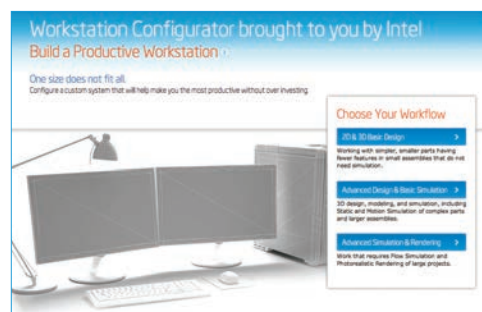 Workstation Configurator brought to you by Intel
Build a Productive Workstation
One size does not fit all.
Configure a custom system that will help make you the most productive without over investing.
Choose Your Workflow
2D & 3D Basic Design
Working with simpler, smaller parts having
fewer features in small assemblies that do not
need simulation.
Advanced Design & Basic Simulation
3D design, modeling, and simulation, including
Static and Motion Simulation of complex parts
and larger assemblies.
Advanced Simulation & Rendering
Work that requires Flow Simulation and
Photorealistic Rendering of large projects.